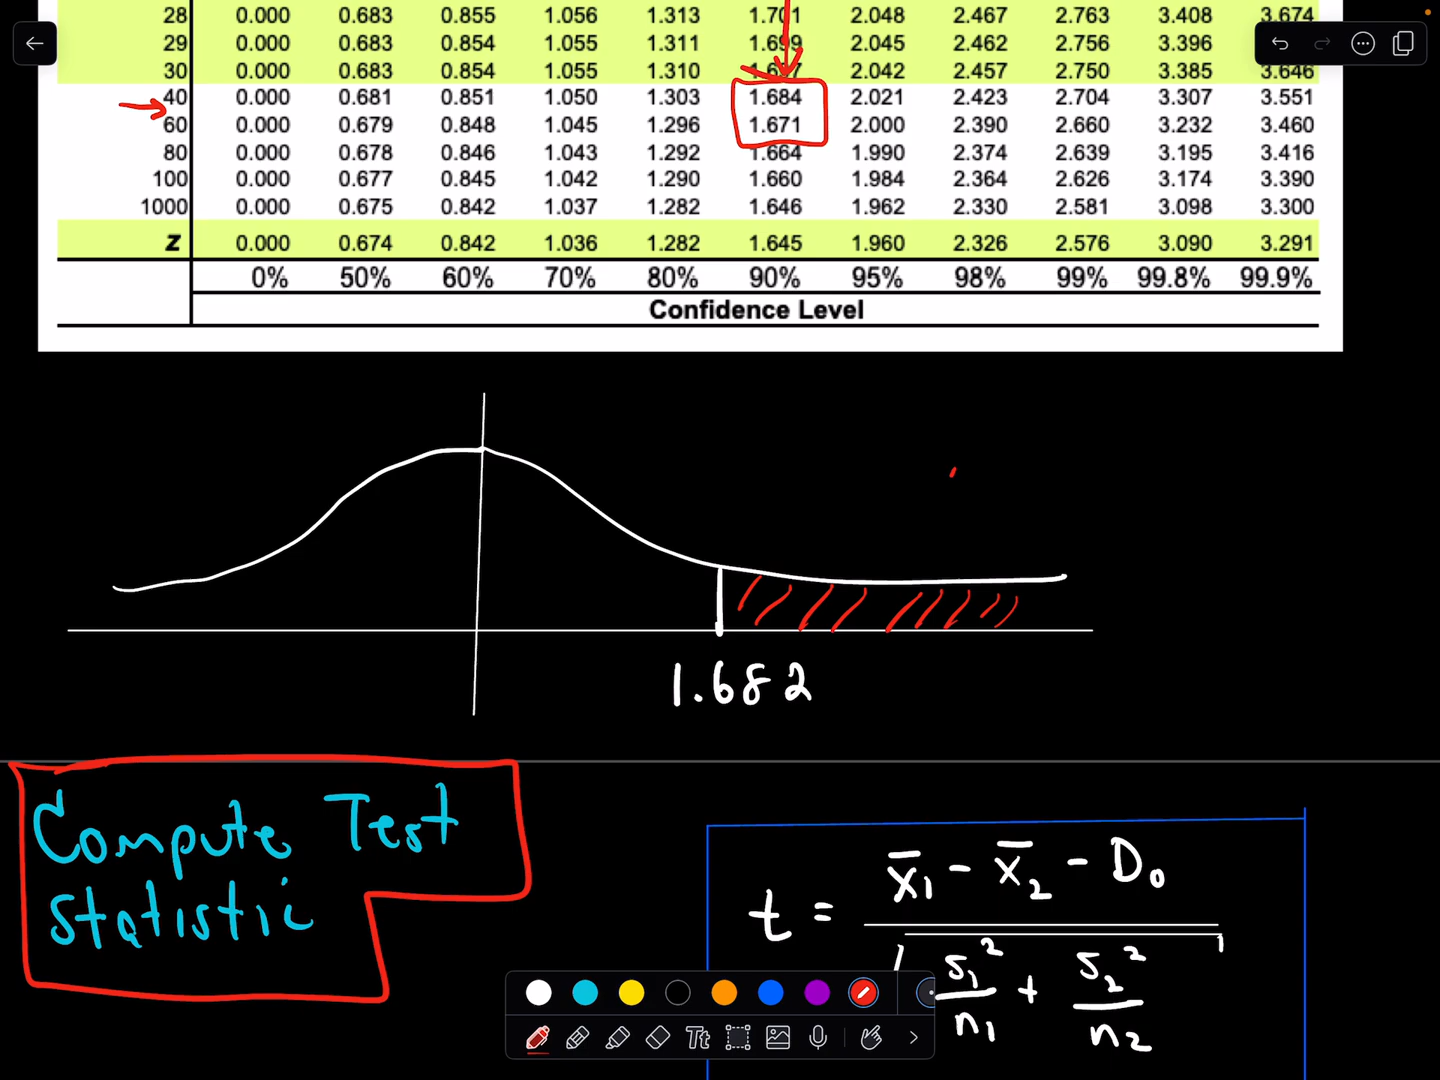 28 0.000 0.683 0.855 1.056 1.313 1.701 2.048 2.467 2.763 3.408 3.674
29 0.000 0.683 0.854 1.055 1.311 1.699 2.045 2.462 2.756 3.396
30 0.000 0.683 0.854 1.055 1.310 2.042 2.457 2.750 3.385 3.646
40 0.000 0.681 0.851 1.050 1.303 1.684 2.021 2.423 2.704 3.307 3.551
60 0.000 0.679 0.848 1.045 1.296 1.671 2.000 2.390 2.660 3.232 3.460
80 0.000 0.678 0.846 1.043 1.292 1.664 1.990 2.374 2.639 3.195 3.416
100 0.000 0.677 0.845 1.042 1.290 1.660 1.984 2.364 2.626 3.174 3.390
1000 0.000 0.675 0.842 1.037 1.282 1.646 1.962 2.330 2.581 3.098 3.300
Z 0.000 0.674 0.842 1.036 1.282 1.645 1.960 2.326 2.576 3.090 3.291
0% 50% 60% 70% 80% 90% 95% 98% 99% 99.8% 99.9%
Confidence Level
1.682
Compute Test
Statistic
t = (x̄₁ - x̄₂ - D₀) / √(s₁²/n₁ + s₂²/n₂)
Tt